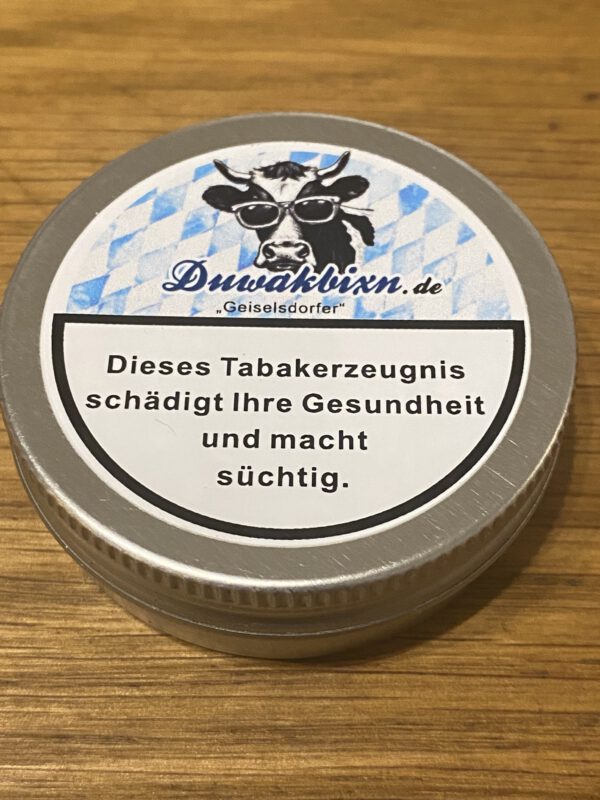 Duwakbixn.de
„Geiselsdorfer“
Dieses Tabakerzeugnis
schädigt Ihre Gesundheit
und macht
süchtig.